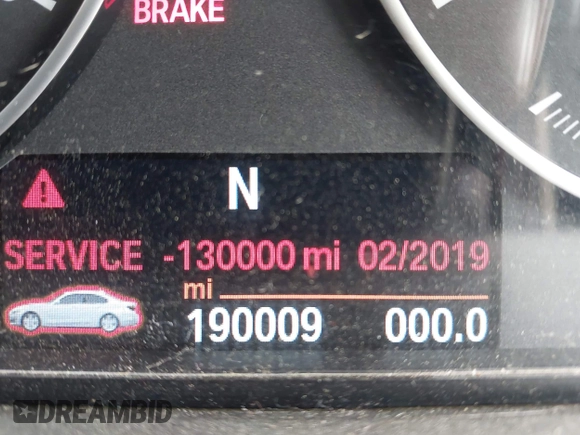 BRAKE
N
SERVICE -130000 mi 02/2019
mi
190009 000.0
DREAMBID